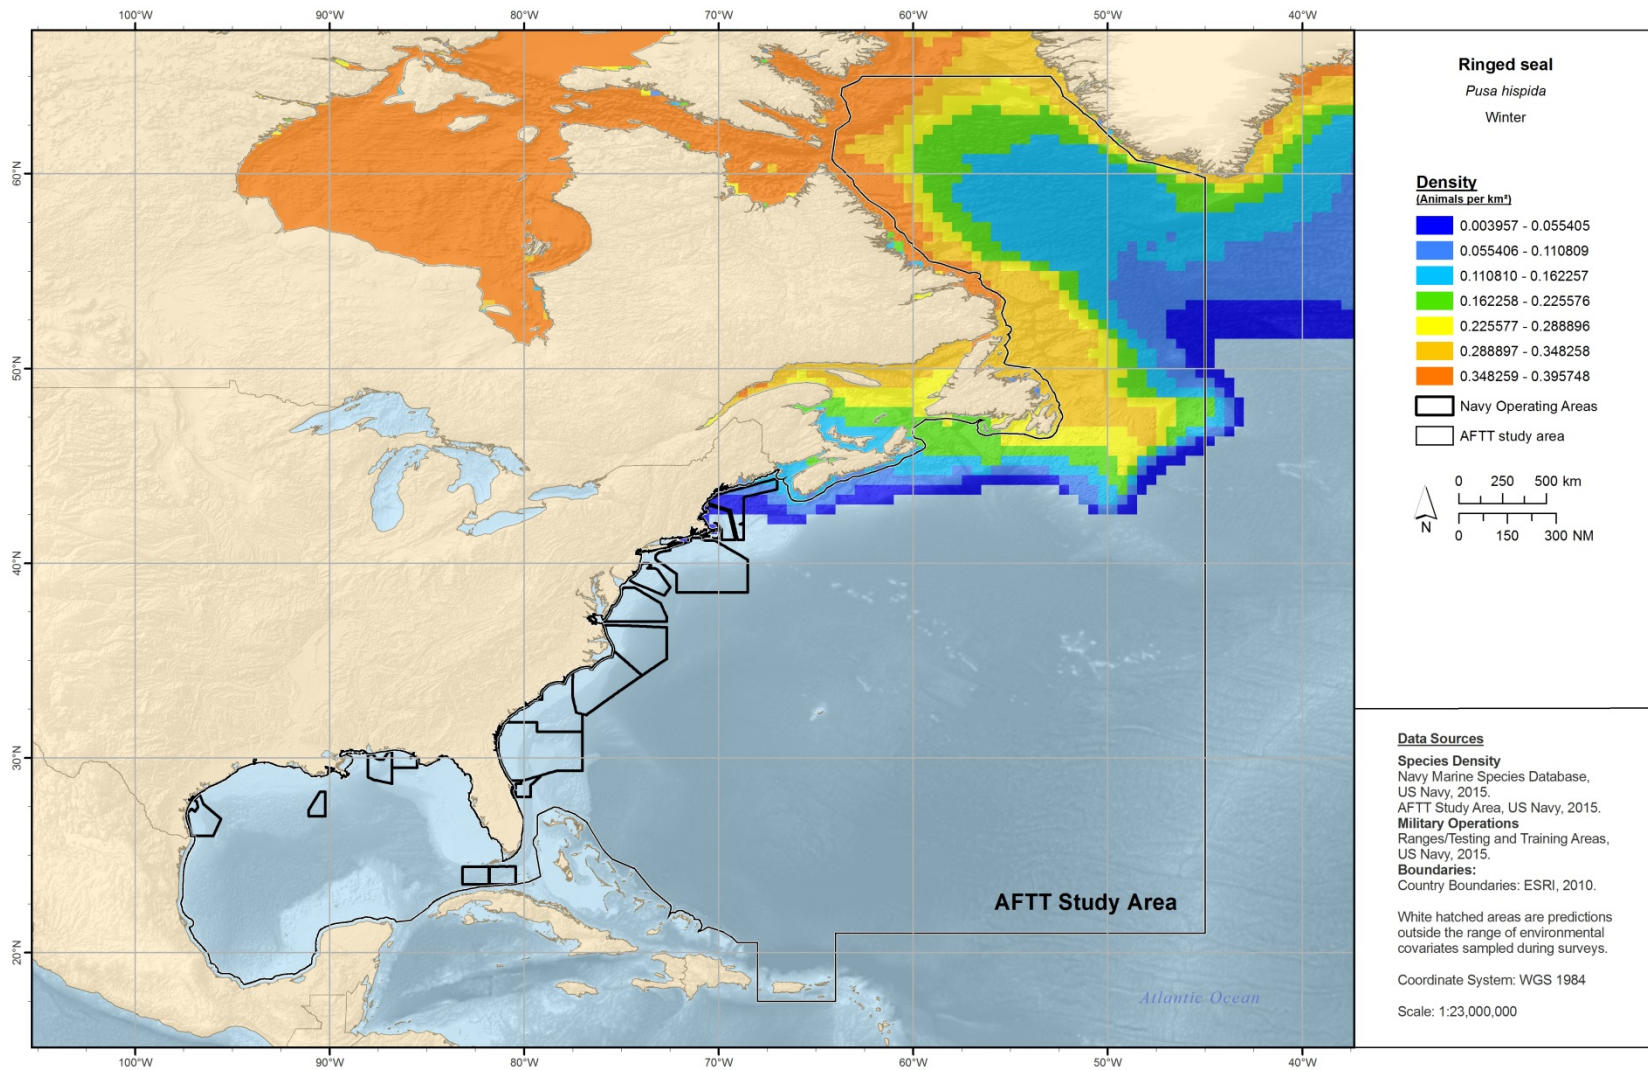 100°W 90°W 80°W 70°W 60°W 50°W 40°W
60°N
50°N
40°N
30°N
20°N
100°W 90°W 80°W 70°W 60°W 50°W 40°W
AFTT Study Area
Atlantic Ocean
Ringed seal
Pusa hispida
Winter
Density
(Animals per km²)
0.003957 - 0.055405
0.055406 - 0.110809
0.110810 - 0.162257
0.162258 - 0.225576
0.225577 - 0.288896
0.288897 - 0.348258
0.348259 - 0.395748
Navy Operating Areas
AFTT study area
N
0 250 500 km
0 150 300 NM
Data Sources
Species Density
Navy Marine Species Database,
US Navy, 2015.
AFTT Study Area, US Navy, 2015.
Military Operations
Ranges/Testing and Training Areas,
US Navy, 2015.
Boundaries:
Country Boundaries: ESRI, 2010.
White hatched areas are predictions
outside the range of environmental
covariates sampled during surveys.
Coordinate System: WGS 1984
Scale: 1:23,000,000